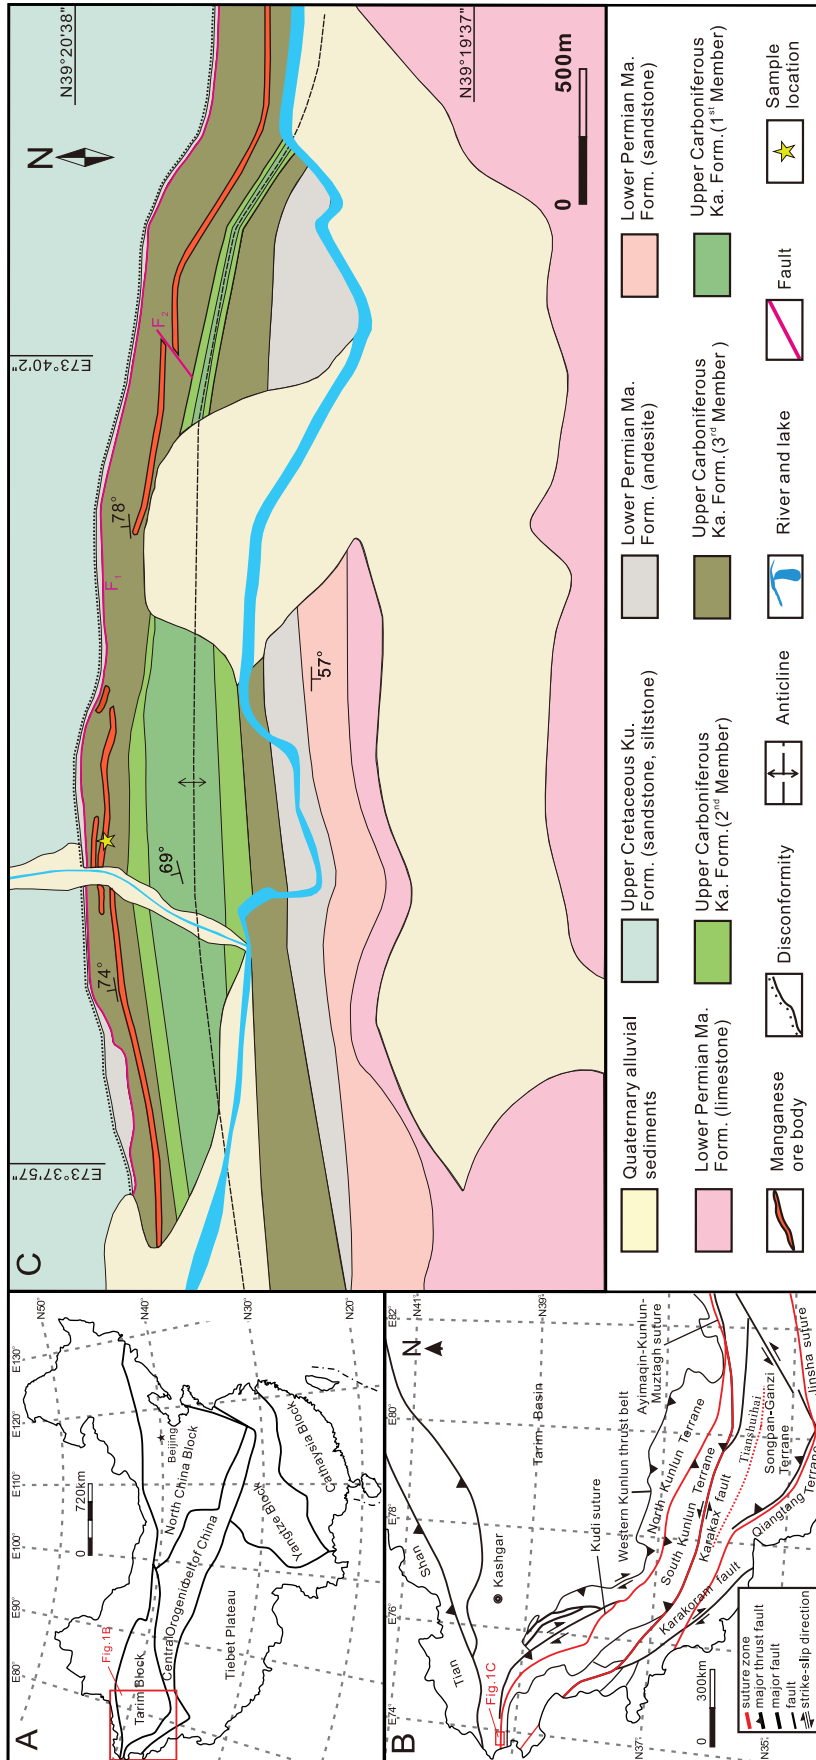 A
N50°
N40°
N30°
N20°
E80°
E90°
E100°
E110°
E120°
E130°
0
720km
Fig.1B
Tarim Block
North China Block
Beijing
Central Orogenic belt of China
Tiebet Plateau
Yangtze Block
Cathaysia Block
B
N
E74°
E76°
E78°
E80°
E82°
N41°
N39°
N37°
N35°
Tian
Shan
Kashgar
Tarim Basin
Fig.1C
Kudi suture
Western Kunlun thrust belt
Ayimaqin-Kunlun-
Muztagh suture
North Kunlun Terrane
South Kunlun Terrane
Karakax fault
Tianshuihai
Songpan-Ganzi
Terrane
Karakoram fault
Qiangtang Terrane
Jinsha suture
0
300km
suture zone
major thrust fault
major fault
fault
strike-slip direction
C
E73°37'57"
E73°40'2"
N39°20'38"
N39°19'37"
N
74°
69°
78°
57°
F1
F2
0
500m
Quaternary alluvial
sediments
Upper Cretaceous Ku.
Form. (sandstone, siltstone)
Lower Permian Ma.
Form. (andesite)
Lower Permian Ma.
Form. (sandstone)
Lower Permian Ma.
Form. (limestone)
Upper Carboniferous
Ka. Form.(2nd Member)
Upper Carboniferous
Ka. Form.(3rd Member )
Upper Carboniferous
Ka. Form.(1st Member)
Manganese
ore body
Disconformity
Anticline
River and lake
Fault
Sample
location